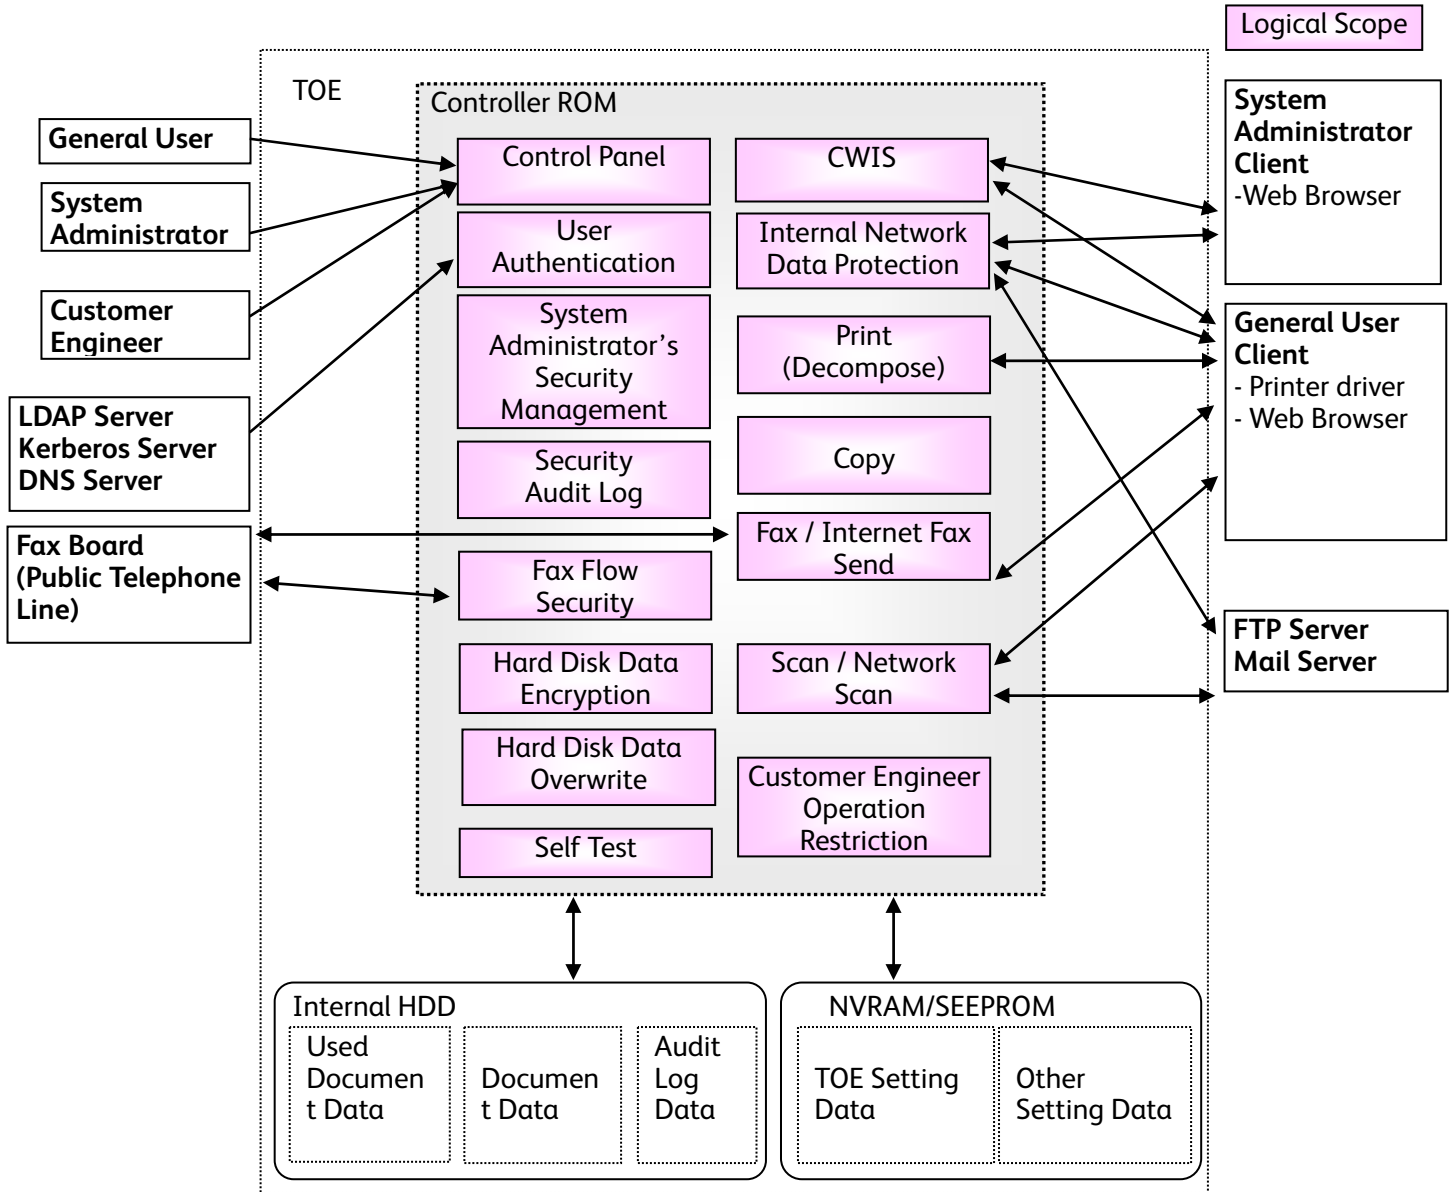 Logical Scope
TOE
Controller ROM
General User
System
Administrator
Customer
Engineer
LDAP Server
Kerberos Server
DNS Server
Fax Board
(Public Telephone
Line)
Control Panel
User
Authentication
System
Administrator’s
Security
Management
Security
Audit Log
Fax Flow
Security
Hard Disk Data
Encryption
Hard Disk Data
Overwrite
Self Test
CWIS
Internal Network
Data Protection
Print
(Decompose)
Copy
Fax / Internet Fax
Send
Scan / Network
Scan
Customer Engineer
Operation
Restriction
System
Administrator
Client
-Web Browser
General User
Client
- Printer driver
- Web Browser
FTP Server
Mail Server
Internal HDD
Used
Documen
t Data
Documen
t Data
Audit
Log
Data
NVRAM/SEEPROM
TOE Setting
Data
Other
Setting Data